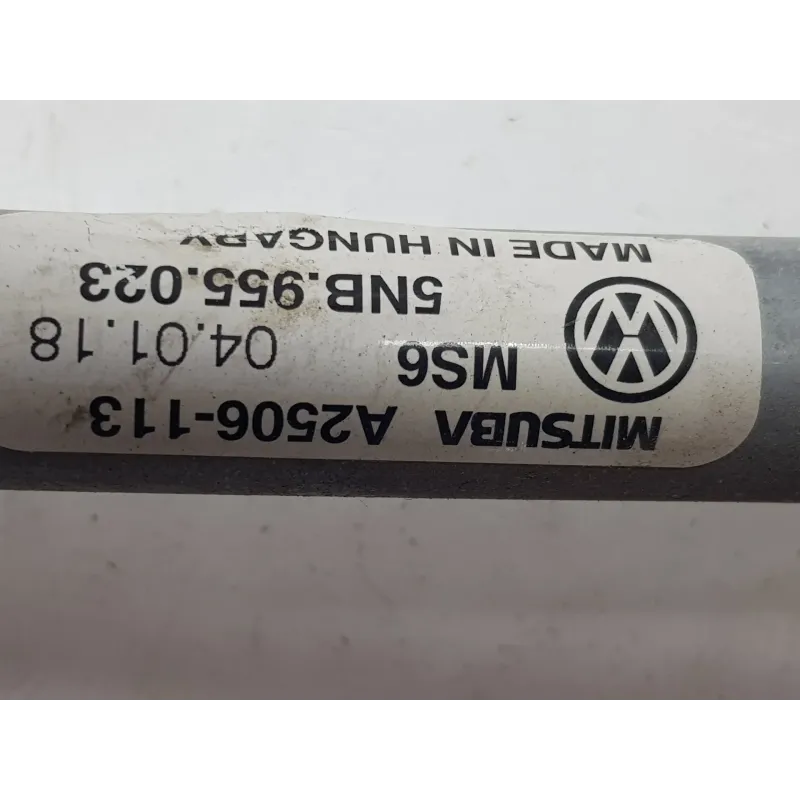 MITSUBA A2506-113
MS6 04.01.18
5NB.955.023
MADE IN HUNGARY